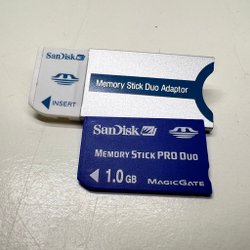 SanDisk
Memory Stick Duo Adaptor
INSERT
SanDisk
MEMORY STICK PRO DUO
1.0 GB
MAGICGATE